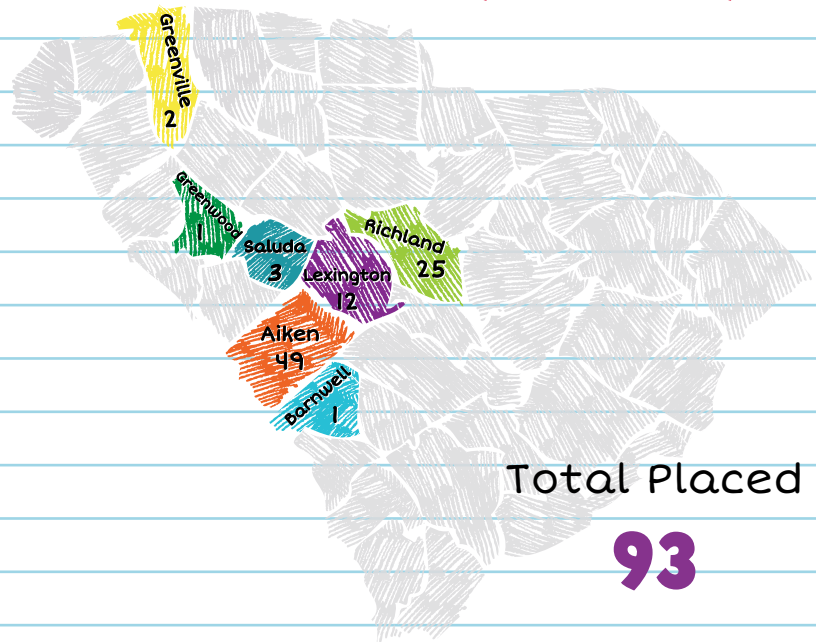 Greenville
2
Greenwood
1
Saluda
3
Lexington
12
Richland
25
Aiken
49
Barnwell
1
Total Placed
93